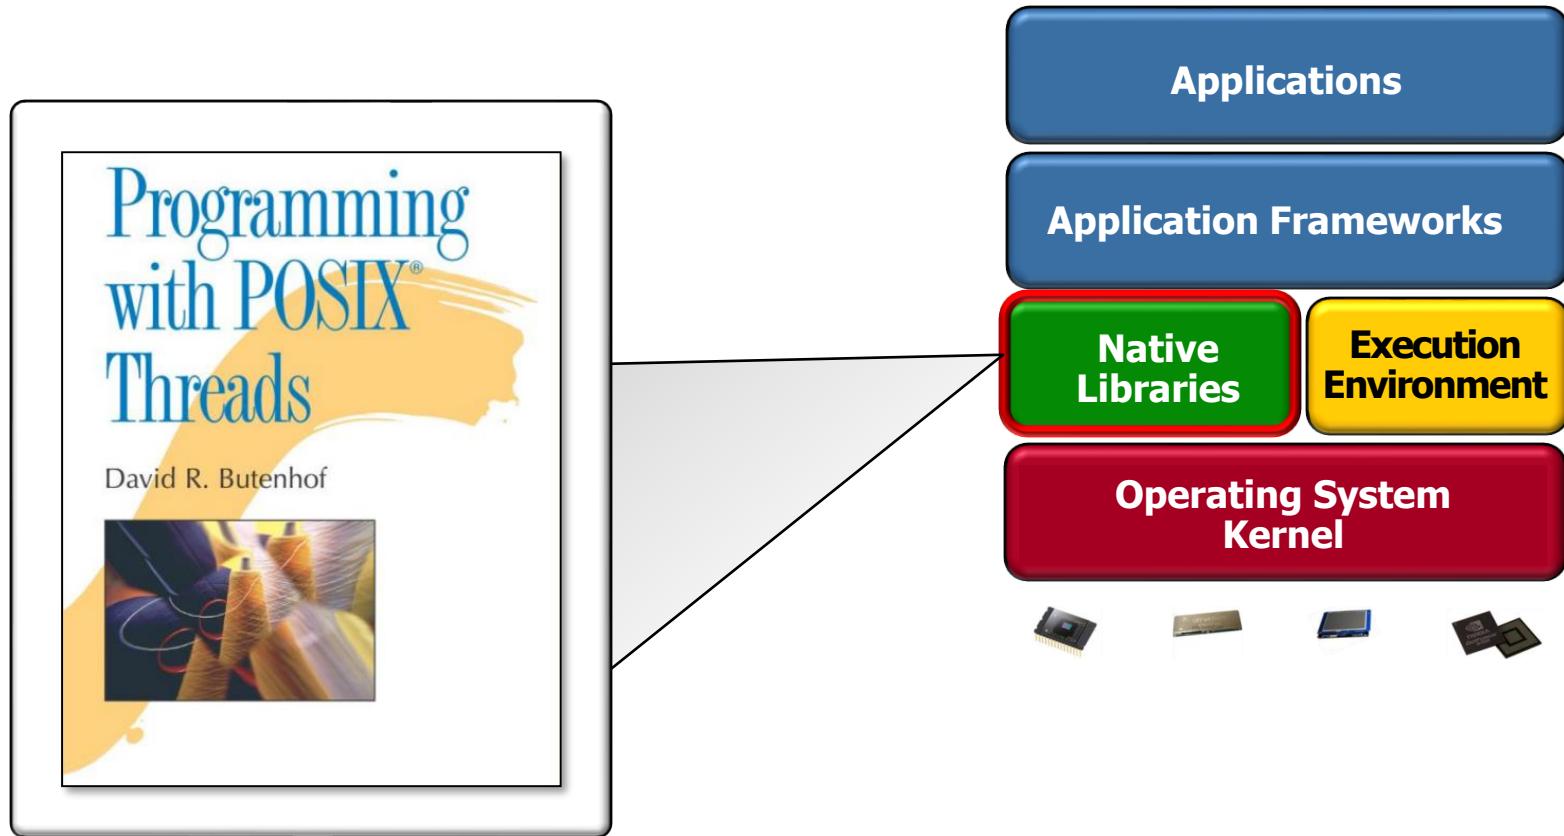 Programming
with POSIX®
Threads
David R. Butenhof
Applications
Application Frameworks
Native
Libraries
Execution
Environment
Operating System
Kernel